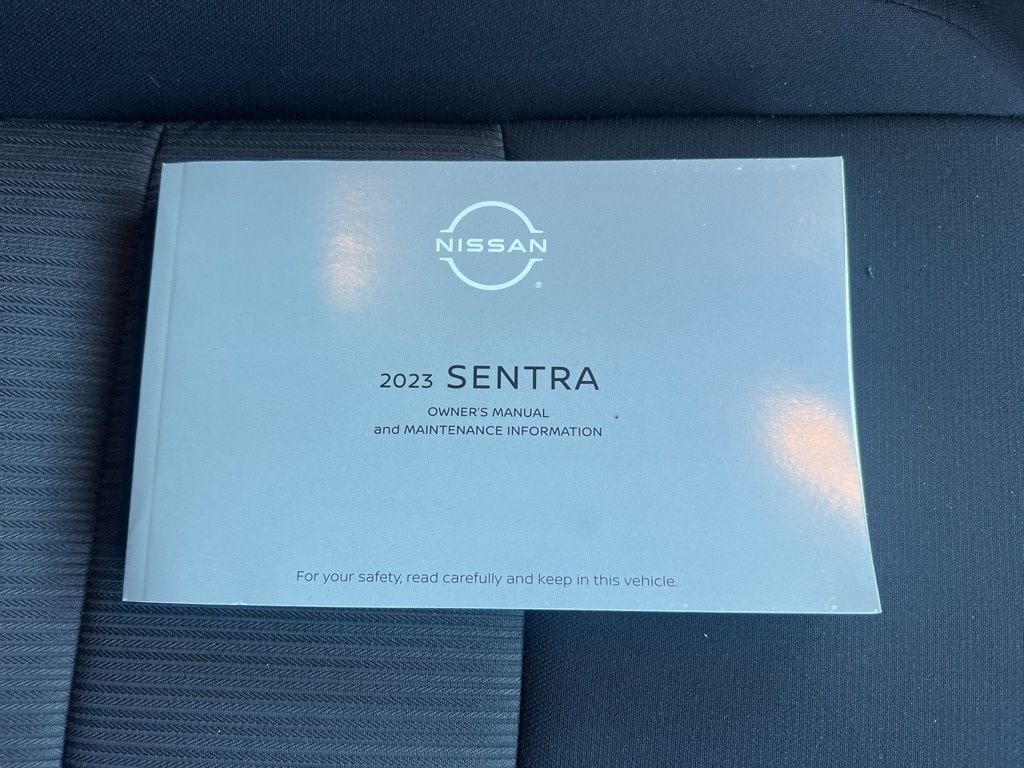 NISSAN
®
2023 SENTRA
OWNER'S MANUAL
and MAINTENANCE INFORMATION
For your safety, read carefully and keep in this vehicle.